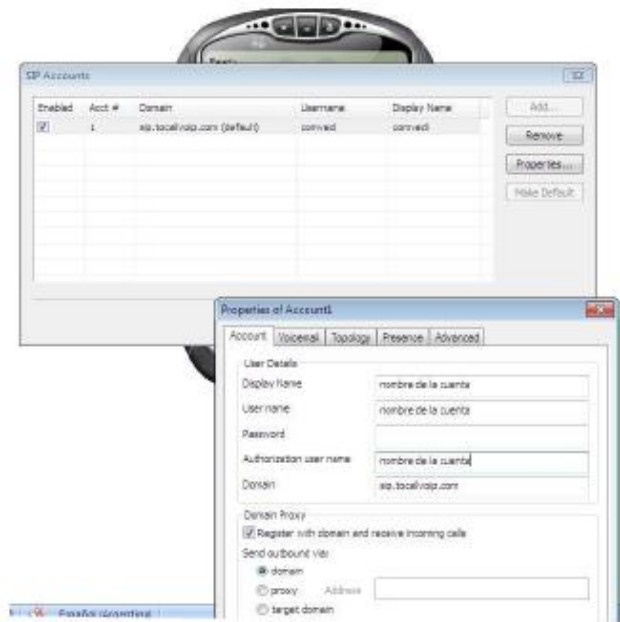 SIP Accounts
Enabled Acct # Domain Username Display Name
1 sip.tocallvoip.com (default)
Add...
Remove
Properties...
Make Default
Properties of Account1
Account Voicemail Topology Presence Advanced
User Details
Display Name nombre de la cuenta
User name nombre de la cuenta
Password
Authorization user name nombre de la cuenta
Domain sip.tocallvoip.com
Domain Proxy
Register with domain and receive incoming calls
Send outbound via:
domain
proxy Address
target domain
Español (Argentina)